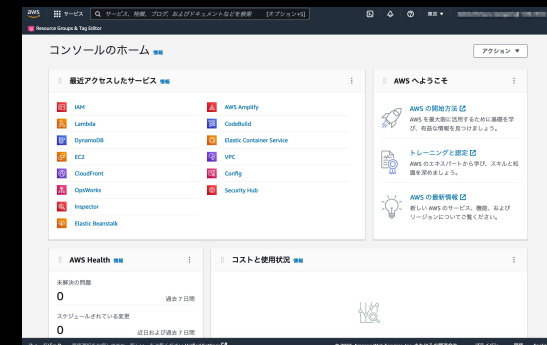 aws
サービス
サービス、特徴、ブログ、およびドキュメントなどを検索
[オプション+S]
東京 ▼
Resource Groups & Tag Editor
コンソールのホーム 情報
アクション ▼
最近アクセスしたサービス 情報
IAM
Lambda
DynamoDB
EC2
CloudFront
OpsWorks
Inspector
Elastic Beanstalk
AWS Amplify
CodeBuild
Elastic Container Service
VPC
Config
Security Hub
AWS へようこそ
AWS の開始方法
AWS を最大限に活用するために基礎を学
び、有益な情報を見つけましょう。
トレーニングと認定
AWS のエキスパートから学び、スキルと知
識を深めましょう。
AWS の最新情報
新しい AWS のサービス、機能、および
リージョンについてご覧ください。
AWS Health 情報
未解決の問題
0
過去 7 日間
スケジュールされている変更
0
近日および過去 7 日間
コストと使用状況 情報